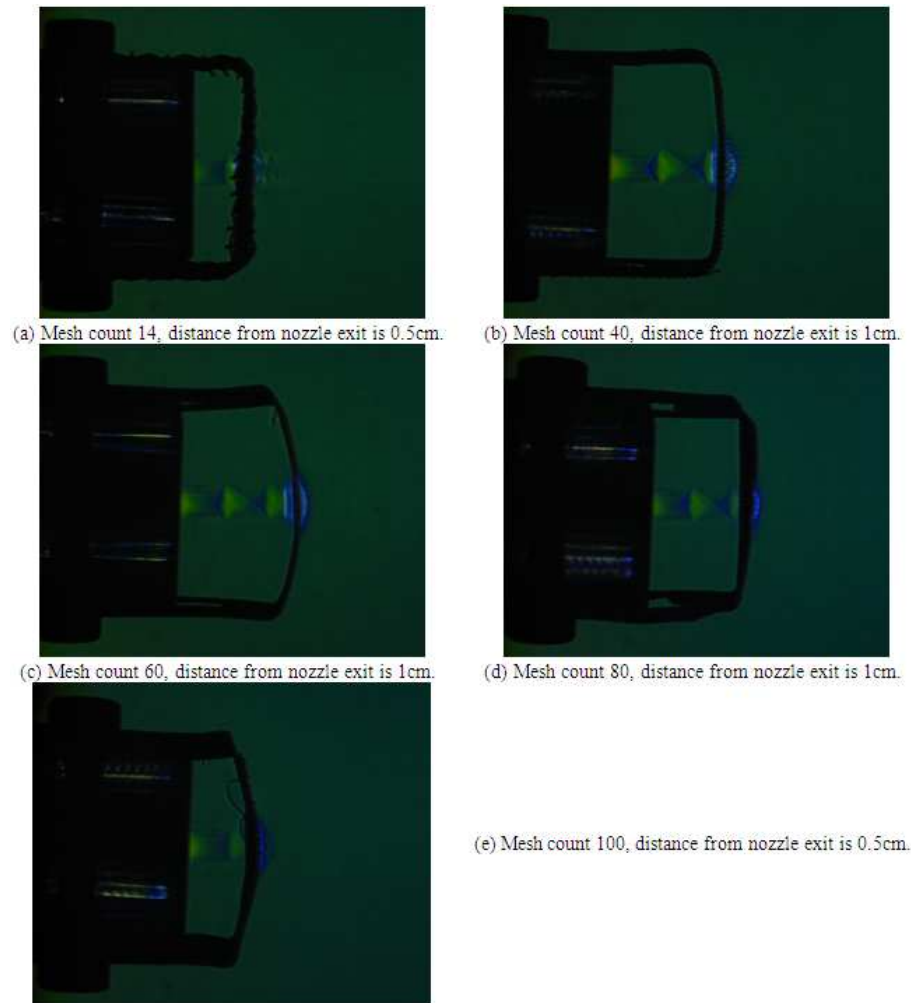 (a) Mesh count 14, distance from nozzle exit is 0.5cm.
(b) Mesh count 40, distance from nozzle exit is 1cm.
(c) Mesh count 60, distance from nozzle exit is 1cm.
(d) Mesh count 80, distance from nozzle exit is 1cm.
(e) Mesh count 100, distance from nozzle exit is 0.5cm.